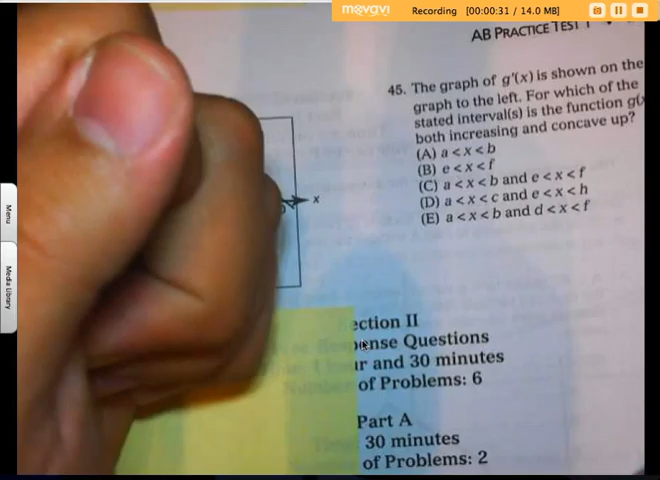 movavi Recording [00:00:31 / 14.0 MB]
AB PRACTICE TEST 1
45. The graph of g'(x) is shown on the
graph to the left. For which of the
stated interval(s) is the function g(
both increasing and concave up?
(A) a < x < b
(B) e < x < f
(C) a < x < b and e < x < f
(D) a < x < c and e < x < h
(E) a < x < b and d < x < f
x
Menu
Media Library
ection II
onse Questions
ur and 30 minutes
of Problems: 6
Part A
30 minutes
of Problems: 2